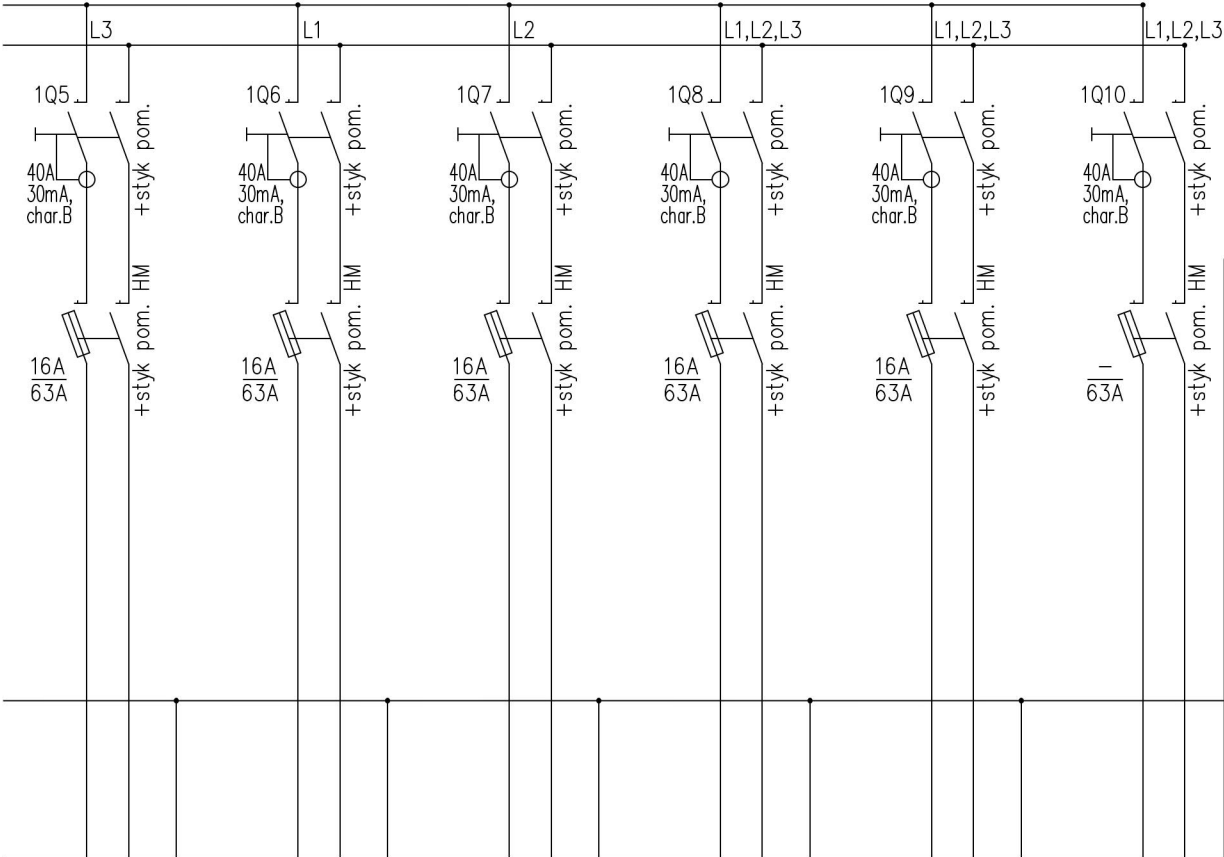 L3
L1
L2
L1,L2,L3
L1,L2,L3
L1,L2,L3
1Q5
40A
30mA,
char.B
+styk pom.
1Q6
40A
30mA,
char.B
+styk pom.
1Q7
40A
30mA,
char.B
+styk pom.
1Q8
40A
30mA,
char.B
+styk pom.
1Q9
40A
30mA,
char.B
+styk pom.
1Q10
40A
30mA,
char.B
+styk pom.
16A
63A
+styk pom. HM
16A
63A
+styk pom. HM
16A
63A
+styk pom. HM
16A
63A
+styk pom. HM
16A
63A
+styk pom. HM
–
63A
+styk pom. HM